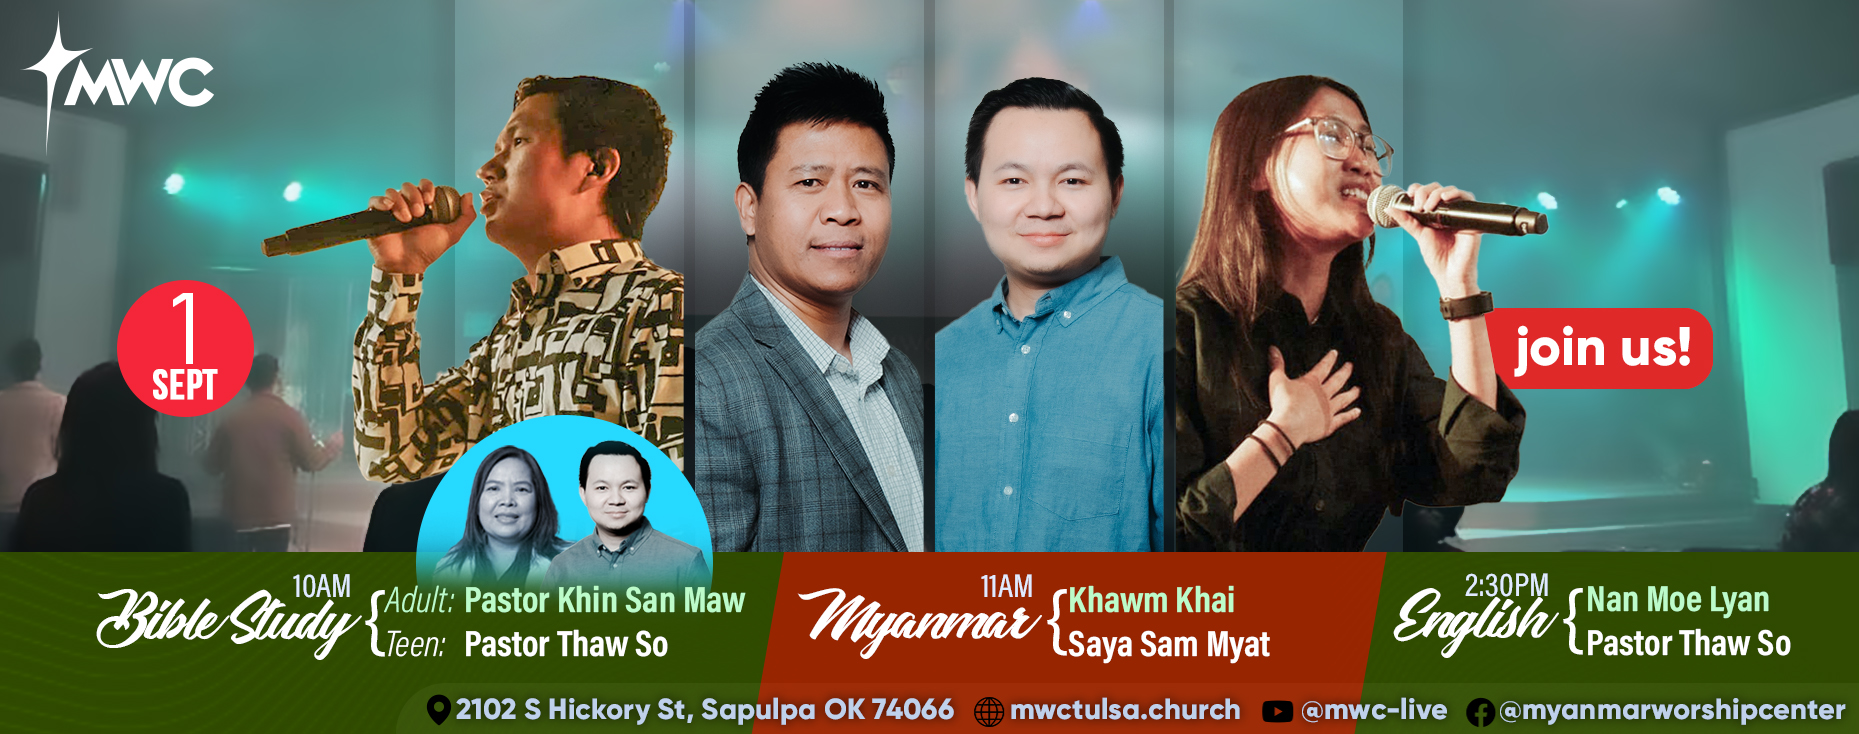 MWC
1
SEPT
join us!
10AM
Bible Study
Adult: Pastor Khin San Maw
Teen: Pastor Thaw So
11AM
Myanmar
Khawm Khai
Saya Sam Myat
2:30PM
English
Nan Moe Lyan
Pastor Thaw So
2102 S Hickory St, Sapulpa OK 74066 mwctulsa.church @mwc-live @myanmarworshipcenter